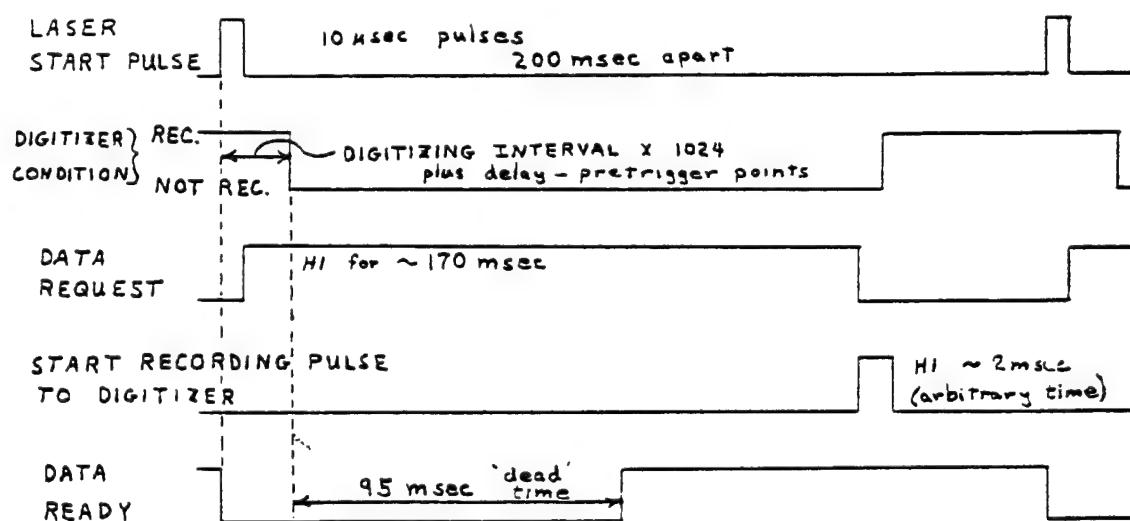 LASER
START PULSE
10 μsec pulses
200 msec apart
DIGITIZER
CONDITION
REC.
NOT REC.
DIGITIZING INTERVAL X 1024
plus delay - pretrigger points
DATA
REQUEST
HI for ~ 170 msec
START RECORDING PULSE
TO DIGITIZER
HI ~ 2 msec
(arbitrary time)
DATA
READY
95 msec
'dead'
time